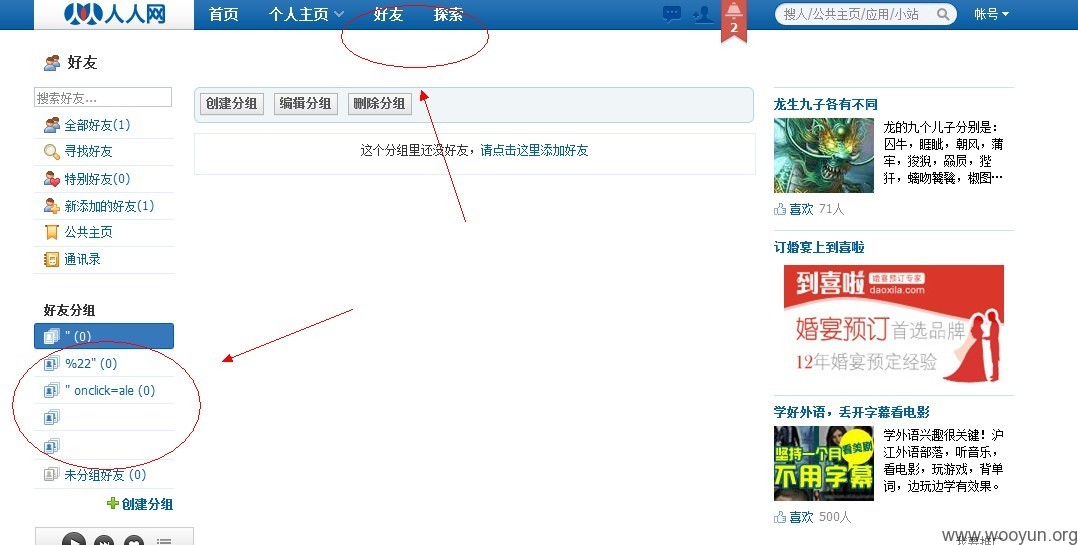 人人网
首页 个人主页 好友 探索
2
搜人/公共主页/应用/小站
帐号
好友
搜索好友...
全部好友(1)
寻找好友
特别好友(0)
新添加的好友(1)
公共主页
通讯录
好友分组
" (0)
%22" (0)
" onclick=ale (0)
未分组好友 (0)
创建分组
创建分组 编辑分组 删除分组
这个分组里还没好友，请点击这里添加好友
龙生九子各有不同
龙的九个儿子分别是：
囚牛，睚眦，朝风，蒲
牢，狻猊，赑屃，狴
犴，螭吻饕餮，椒图…
喜欢 71人
订婚宴上到喜啦
到喜啦 婚宴预订专家
daoxila.com
婚宴预订首选品牌
12年婚宴预定经验
学好外语，丢开字幕看电影
坚持一个月 看美剧
不用字幕
学外语兴趣很关键！沪
江外语部落，听音乐，
看电影，玩游戏，背单
词，边玩边学有效果。
喜欢 500人
www.wooyun.org